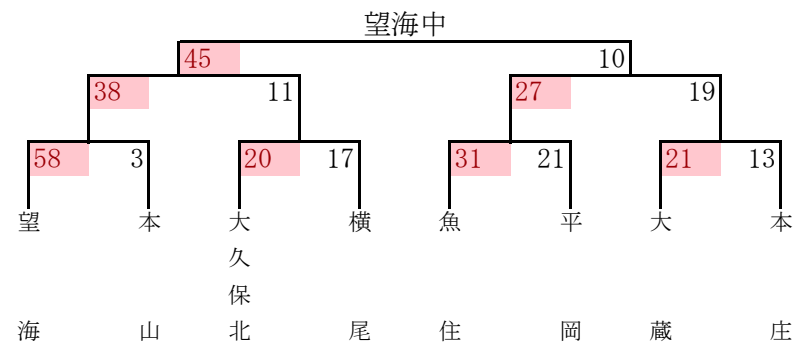 望海中
45 10
38 11 27 19
58 3 20 17 31 21 21 13
望海
本山
大久保北
横尾
魚住
平岡
大蔵
本庄